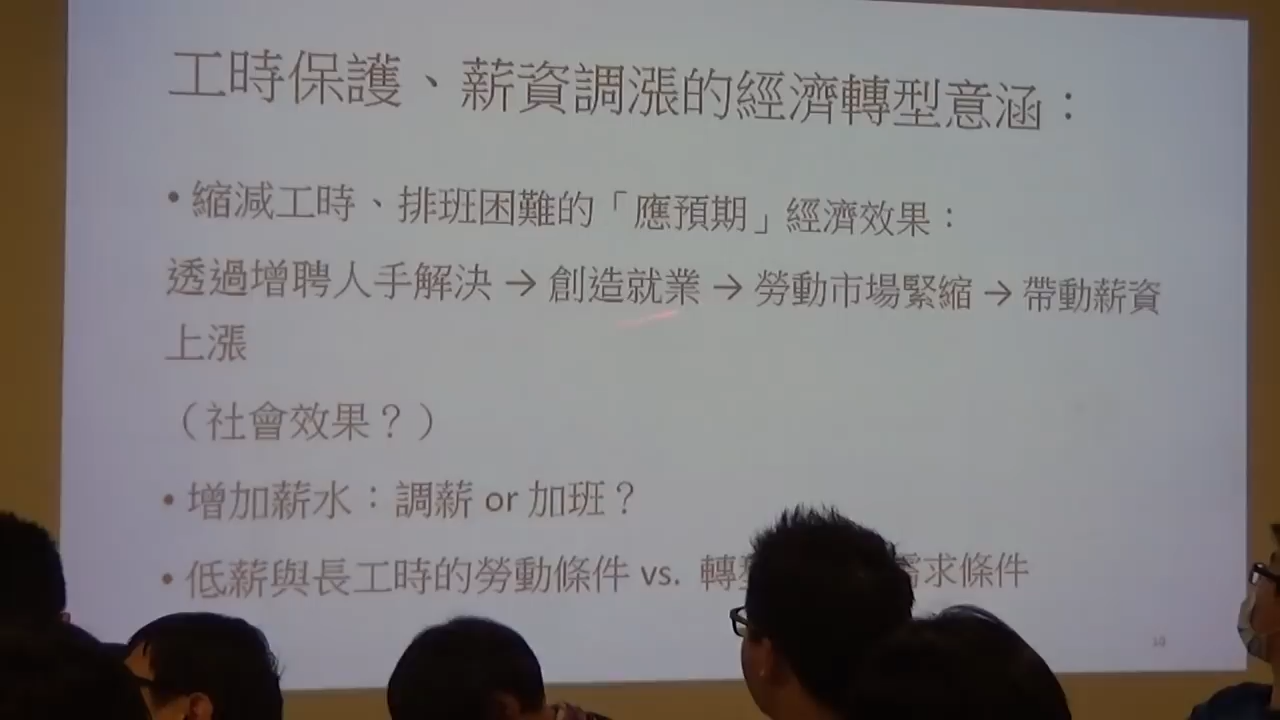 工時保護、薪資調漲的經濟轉型意涵：
• 縮減工時、排班困難的「應預期」經濟效果：
透過增聘人手解決 → 創造就業 → 勞動市場緊縮 → 帶動薪資
上漲
（社會效果？）
• 增加薪水：調薪 or 加班？
• 低薪與長工時的勞動條件 vs. 轉 需求條件